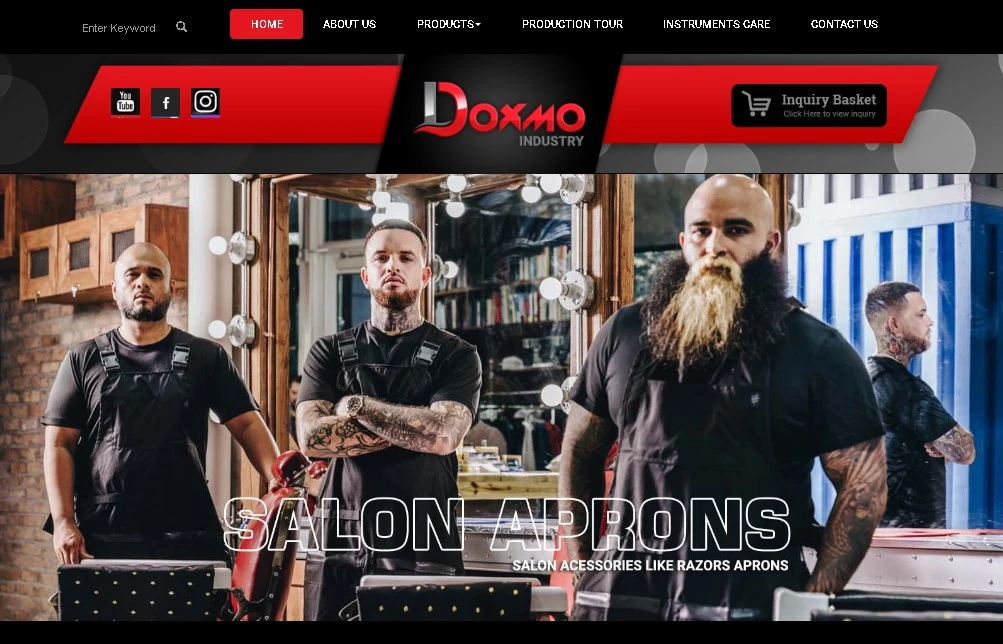 Enter Keyword
HOME
ABOUT US
PRODUCTS
PRODUCTION TOUR
INSTRUMENTS CARE
CONTACT US
You
Tube
f
DOXMO
INDUSTRY
Inquiry Basket
Click Here to view inquiry
SALON APRONS
SALON ACESSORIES LIKE RAZORS APRONS